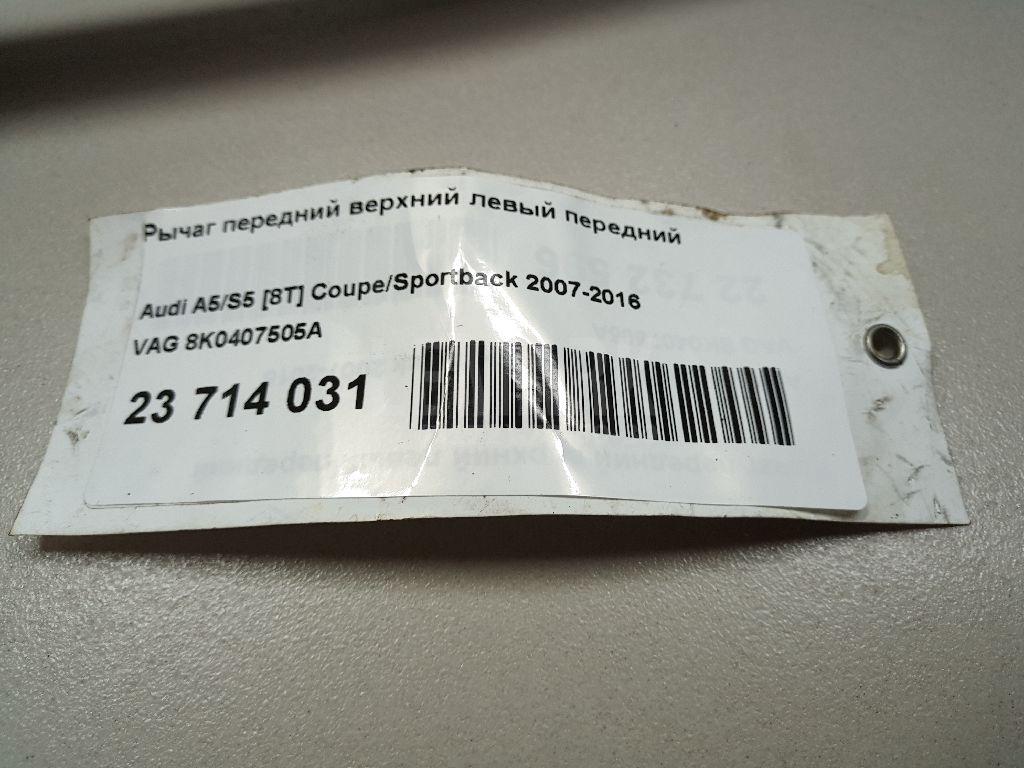 Рычаг передний верхний левый передний
Audi A5/S5 [8T] Coupe/Sportback 2007-2016
VAG 8K0407505A
23 714 031